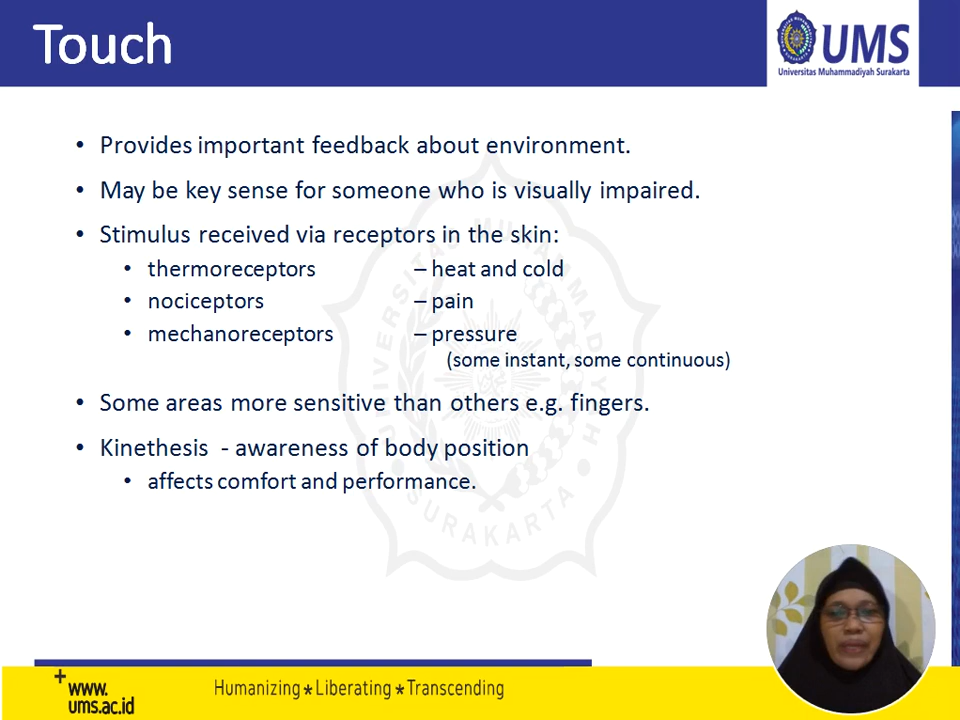 Touch
UMS
Universitas Muhammadiyah Surakarta
• Provides important feedback about environment.
• May be key sense for someone who is visually impaired.
• Stimulus received via receptors in the skin:
• thermoreceptors – heat and cold
• nociceptors – pain
• mechanoreceptors – pressure
(some instant, some continuous)
• Some areas more sensitive than others e.g. fingers.
• Kinethesis - awareness of body position
• affects comfort and performance.
UNIVERSITAS MUHAMMADIYAH
SURAKARTA
+www.
ums.ac.id
Humanizing * Liberating * Transcending